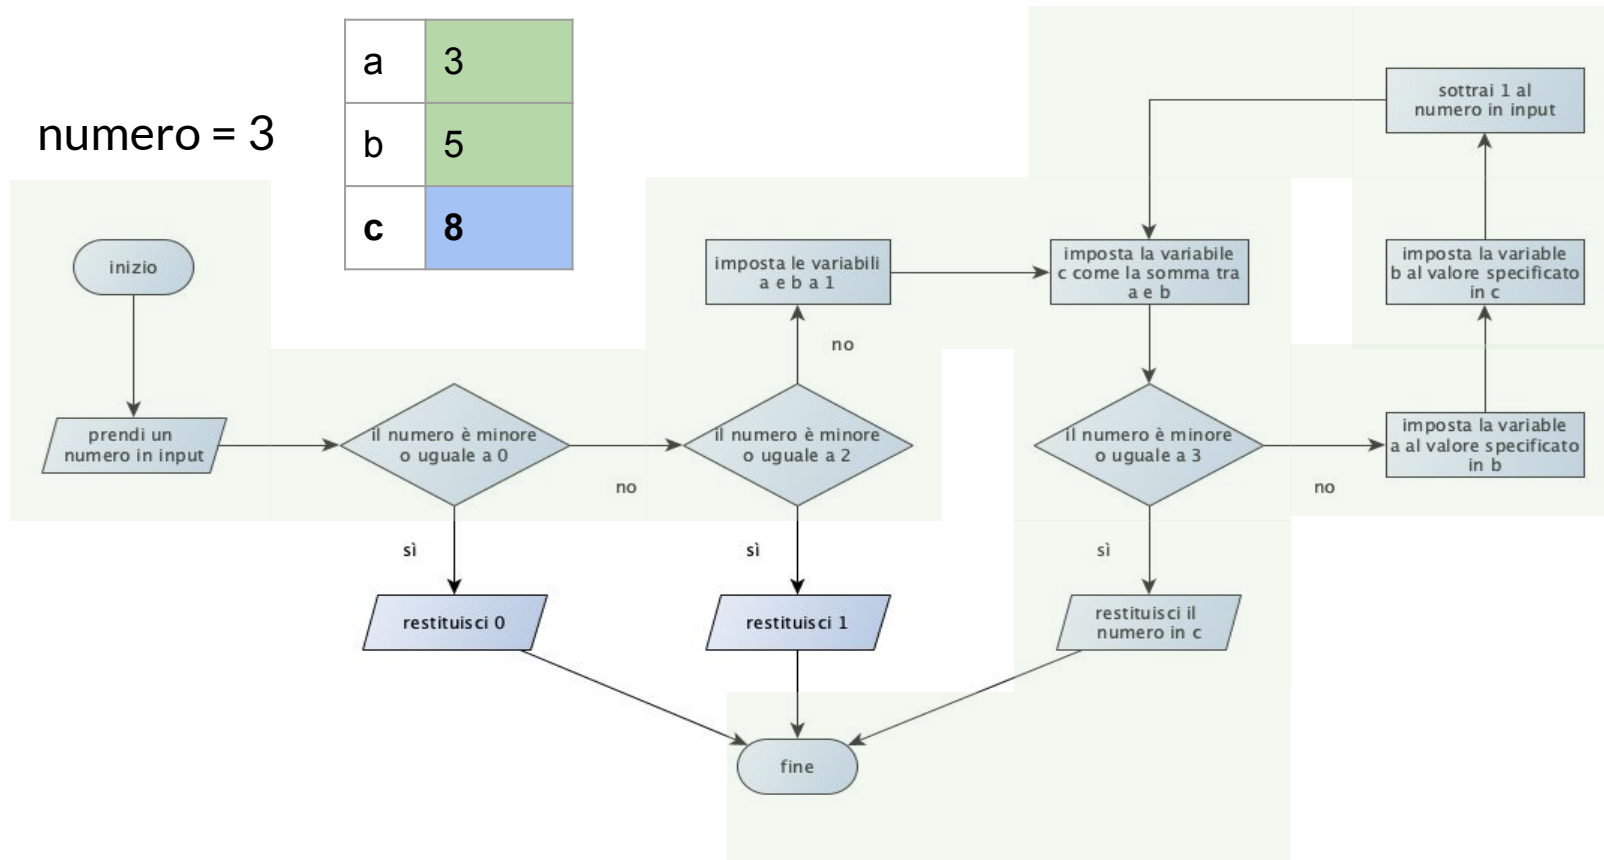 numero = 3
a 3
b 5
c 8
inizio
prendi un
numero in input
il numero è minore
o uguale a 0
no
sì
restituisci 0
il numero è minore
o uguale a 2
no
sì
restituisci 1
imposta le variabili
a e b a 1
imposta la variabile
c come la somma tra
a e b
il numero è minore
o uguale a 3
no
sì
restituisci il
numero in c
imposta la variable
a al valore specificato
in b
imposta la variable
b al valore specificato
in c
sottrai 1 al
numero in input
fine